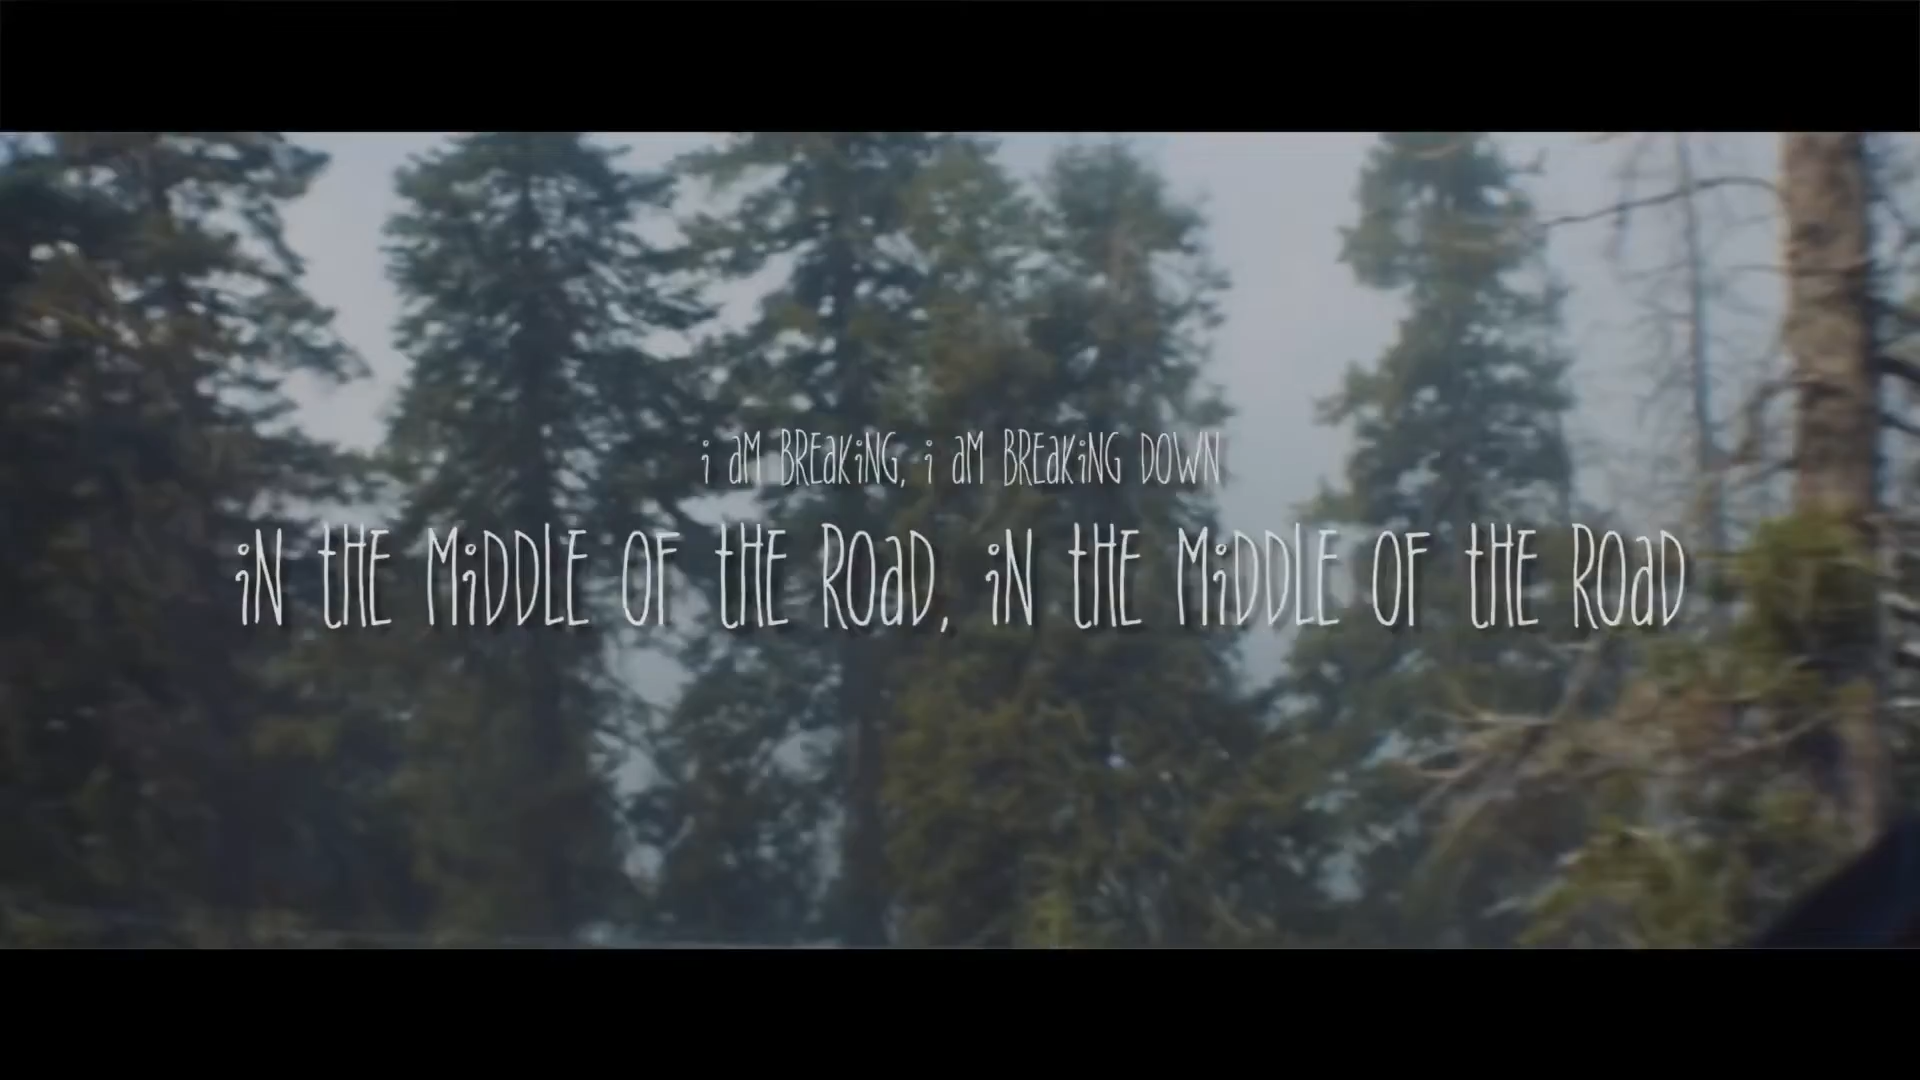 i aM BREaKiNG, i aM BREaKiNG DOWN
iN tHE MiDDLE OF tHE ROaD, iN tHE MiDDLE OF tHE ROaD